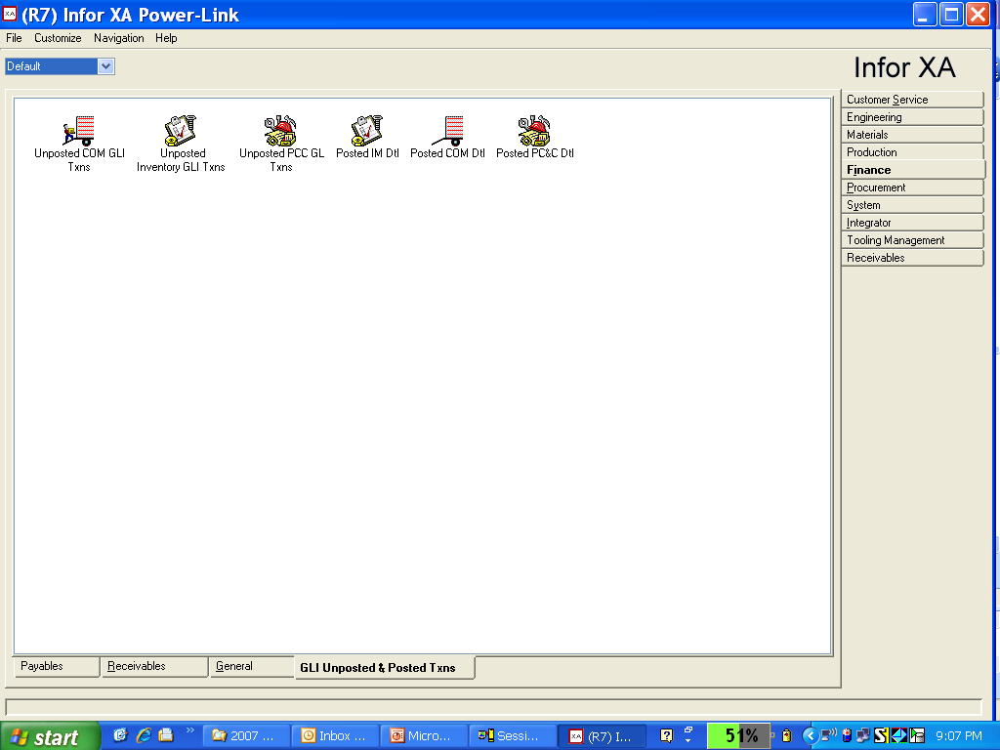 XA (R7) Infor XA Power-Link
File Customize Navigation Help
Default
Infor XA
Unposted COM GLI Txns
Unposted Inventory GLI Txns
Unposted PCC GL Txns
Posted IM Dtl
Posted COM Dtl
Posted PC&C Dtl
Customer Service
Engineering
Materials
Production
Finance
Procurement
System
Integrator
Tooling Management
Receivables
Payables Receivables General GLI Unposted & Posted Txns
start » 2007 ... Inbox ... Micro... Sessi... XA (R7) I... 51% 9:07 PM